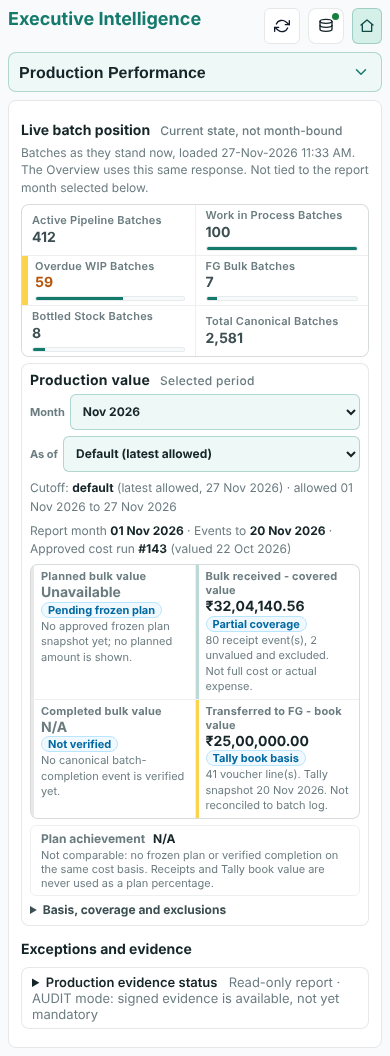 Executive Intelligence
Production Performance
Live batch position Current state, not month-bound
Batches as they stand now, loaded 27-Nov-2026 11:33 AM.
The Overview uses this same response. Not tied to the report
month selected below.
Active Pipeline Batches
412
Work in Process Batches
100
Overdue WIP Batches
59
FG Bulk Batches
7
Bottled Stock Batches
8
Total Canonical Batches
2,581
Production value Selected period
Month Nov 2026
As of Default (latest allowed)
Cutoff: default (latest allowed, 27 Nov 2026) · allowed 01
Nov 2026 to 27 Nov 2026
Report month 01 Nov 2026 · Events to 20 Nov 2026 ·
Approved cost run #143 (valued 22 Oct 2026)
Planned bulk value
Unavailable
Pending frozen plan
No approved frozen plan
snapshot yet; no planned
amount is shown.
Bulk received - covered
value
₹32,04,140.56
Partial coverage
80 receipt event(s), 2
unvalued and excluded.
Not full cost or actual
expense.
Completed bulk value
N/A
Not verified
No canonical batch-
completion event is verified
yet.
Transferred to FG - book
value
₹25,00,000.00
Tally book basis
41 voucher line(s). Tally
snapshot 20 Nov 2026. Not
reconciled to batch log.
Plan achievement N/A
Not comparable: no frozen plan or verified completion on
the same cost basis. Receipts and Tally book value are
never used as a plan percentage.
Basis, coverage and exclusions
Exceptions and evidence
Production evidence status Read-only report ·
AUDIT mode: signed evidence is available, not yet
mandatory